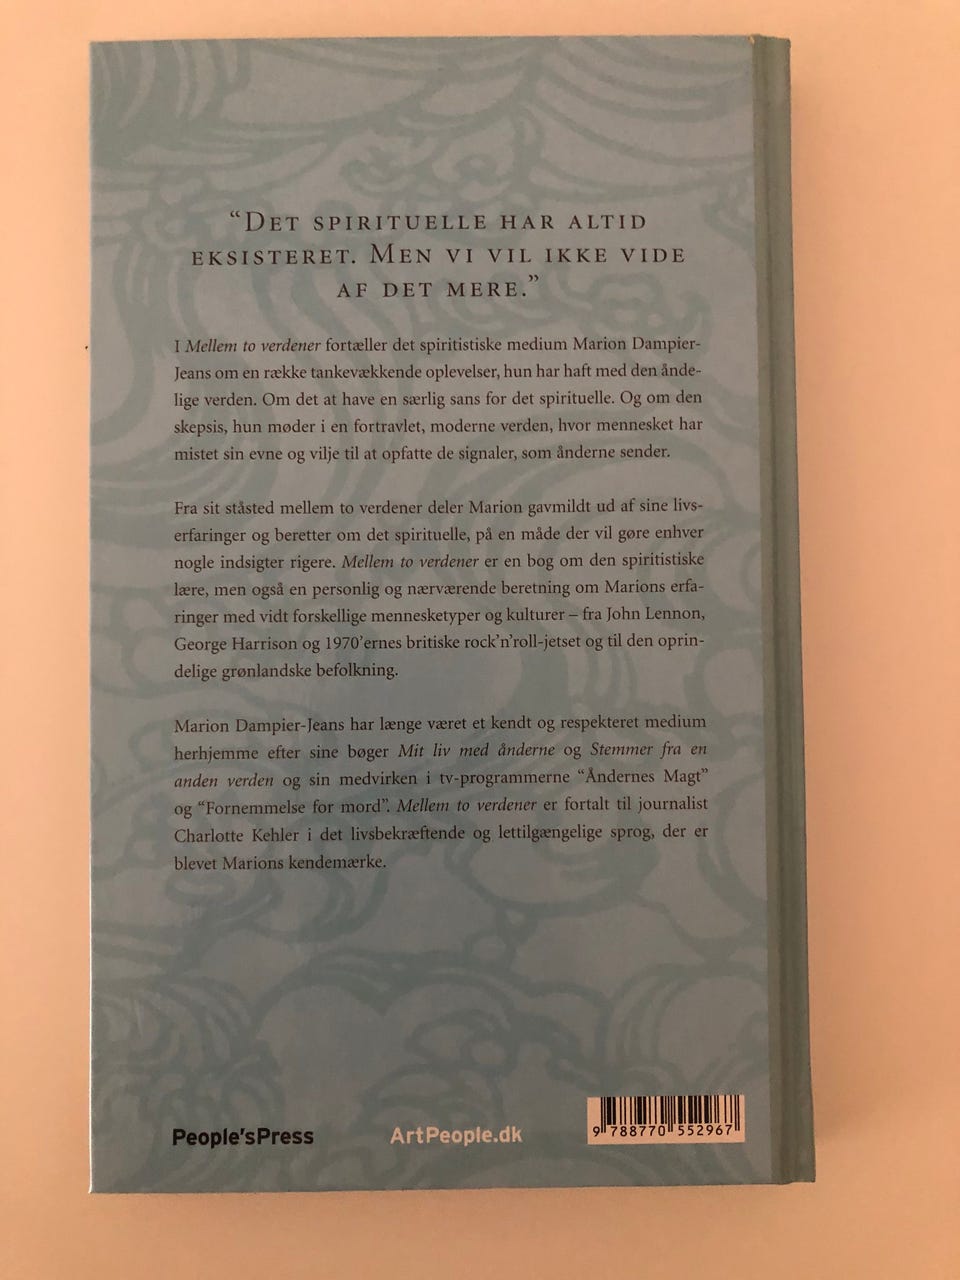 “DET SPIRITUELLE HAR ALTID
EKSISTERET. MEN VI VIL IKKE VIDE
AF DET MERE.”
I Mellem to verdener fortæller det spiritistiske medium Marion Dampier-
Jeans om en række tankevækkende oplevelser, hun har haft med den ånde-
lige verden. Om det at have en særlig sans for det spirituelle. Og om den
skepsis, hun møder i en fortravlet, moderne verden, hvor mennesket har
mistet sin evne og vilje til at opfatte de signaler, som ånderne sender.
Fra sit ståsted mellem to verdener deler Marion gavmildt ud af sine livs-
erfaringer og beretter om det spirituelle, på en måde der vil gøre enhver
nogle indsigter rigere. Mellem to verdener er en bog om den spiritistiske
lære, men også en personlig og nærværende beretning om Marions erfa-
ringer med vidt forskellige mennesketyper og kulturer – fra John Lennon,
George Harrison og 1970’ernes britiske rock’n’roll-jetset og til den oprin-
delige grønlandske befolkning.
Marion Dampier-Jeans har længe været et kendt og respekteret medium
herhjemme efter sine bøger Mit liv med ånderne og Stemmer fra en
anden verden og sin medvirken i tv-programmerne “Åndernes Magt”
og “Fornemmelse for mord”. Mellem to verdener er fortalt til journalist
Charlotte Kehler i det livsbekræftende og lettilgængelige sprog, der er
blevet Marions kendemærke.
People’sPress
ArtPeople.dk
9 788770 552967